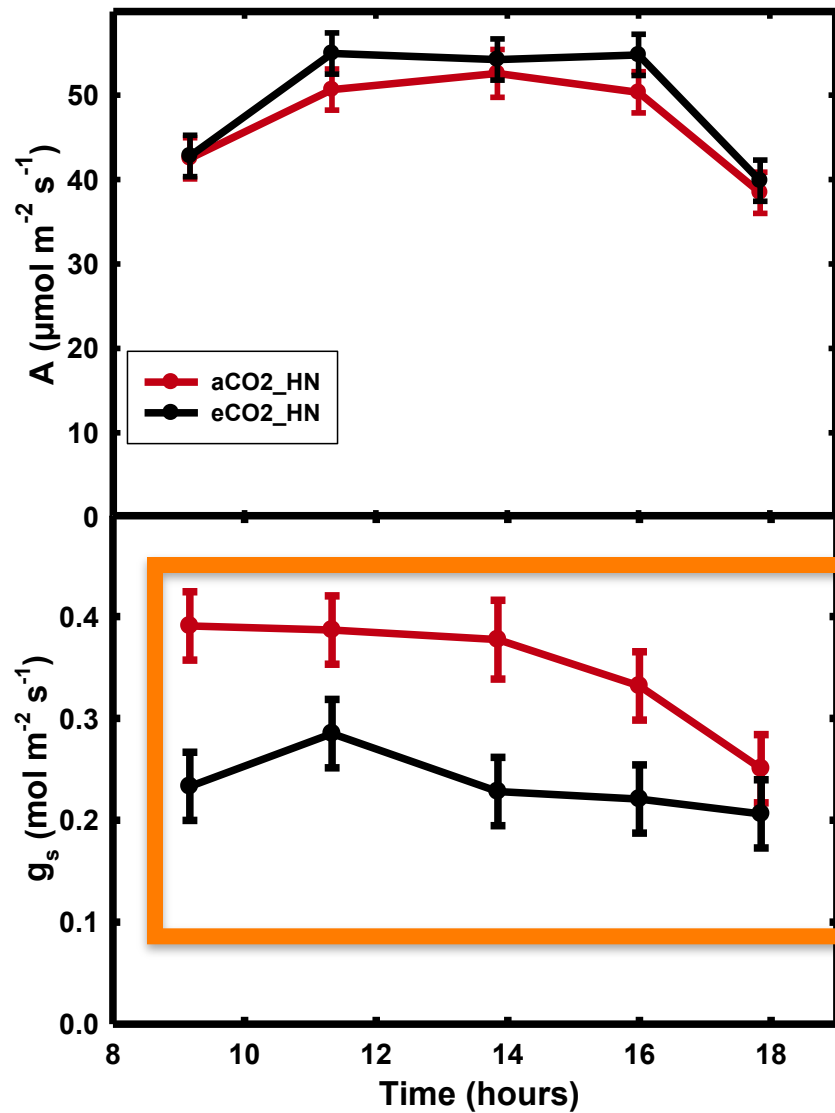 A (µmol m⁻² s⁻¹)
50
40
30
20
10
0
aCO2_HN
eCO2_HN
gₛ (mol m⁻² s⁻¹)
0.4
0.3
0.2
0.1
0.0
8 10 12 14 16 18
Time (hours)